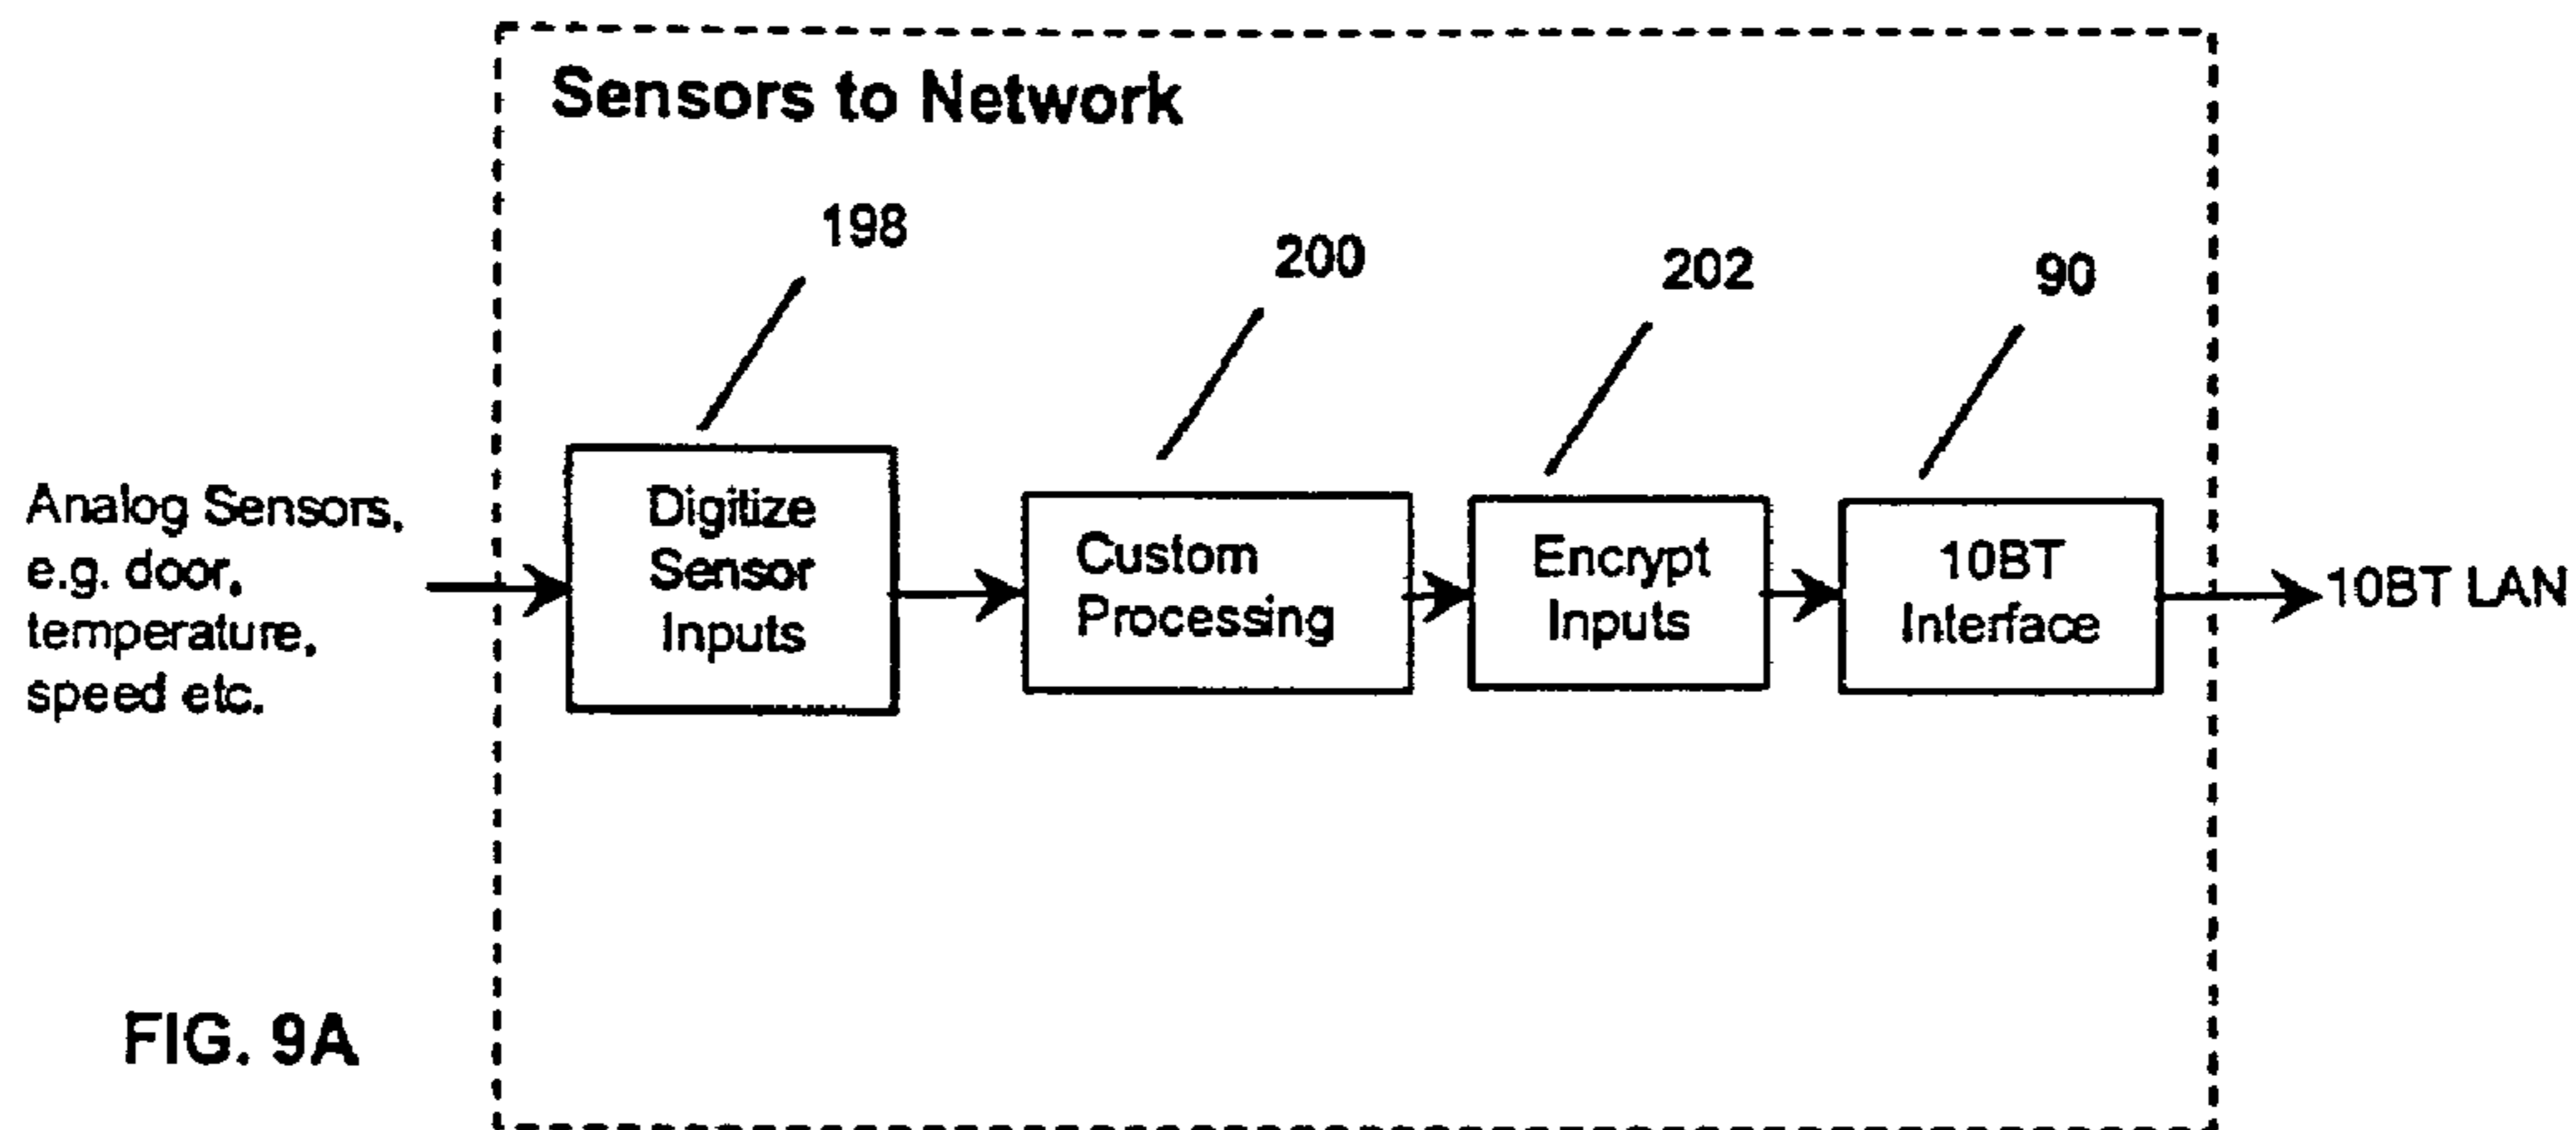 Sensors to Network
198
200
202
90
Analog Sensors,
e.g. door,
temperature,
speed etc.
Digitize
Sensor
Inputs
Custom
Processing
Encrypt
Inputs
10BT
Interface
10BT LAN
FIG. 9A